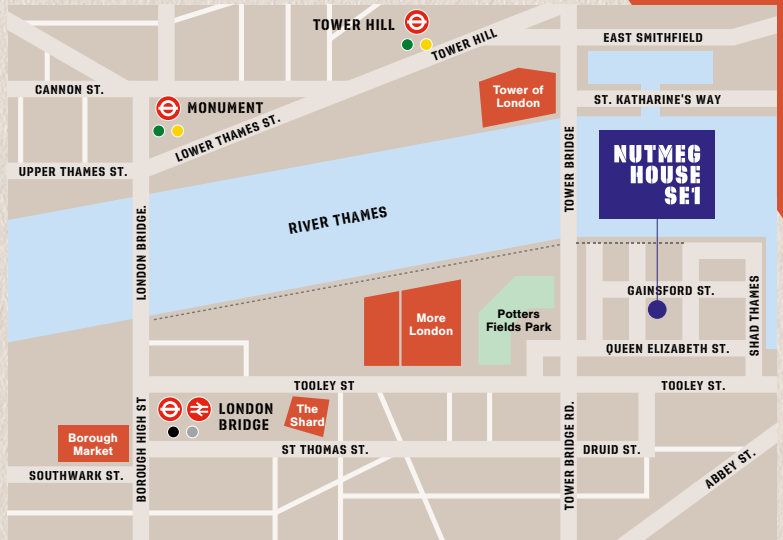 TOWER HILL
TOWER HILL
EAST SMITHFIELD
CANNON ST.
Tower of
London
ST. KATHARINE'S WAY
MONUMENT
LOWER THAMES ST.
UPPER THAMES ST.
TOWER BRIDGE
NUTMEG
HOUSE
SE1
RIVER THAMES
LONDON BRIDGE.
GAINSFORD ST.
SHAD THAMES
More
London
Potters
Fields Park
QUEEN ELIZABETH ST.
TOOLEY ST
TOOLEY ST.
LONDON
BRIDGE
The
Shard
BOROUGH HIGH ST
TOWER BRIDGE RD.
Borough
Market
ST THOMAS ST.
DRUID ST.
SOUTHWARK ST.
ABBEY ST.